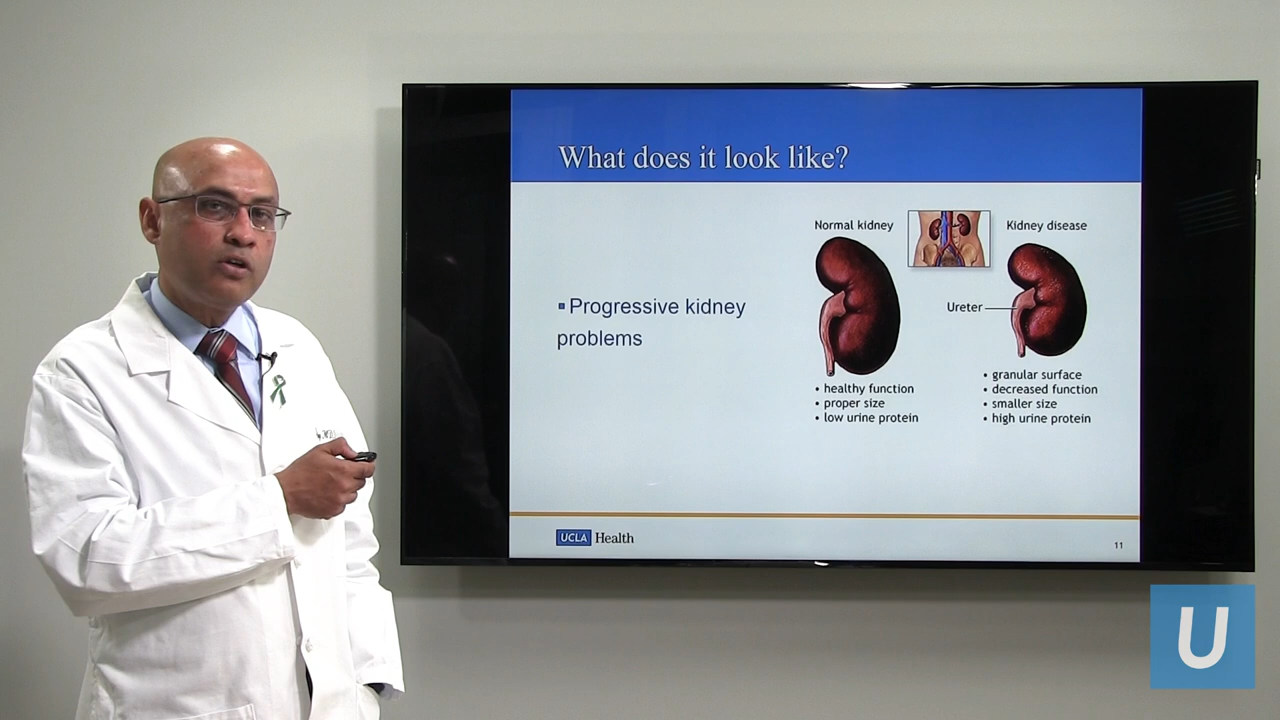 What does it look like?
▪ Progressive kidney
problems
Normal kidney
• healthy function
• proper size
• low urine protein
Kidney disease
Ureter
• granular surface
• decreased function
• smaller size
• high urine protein
UCLA Health
11
U